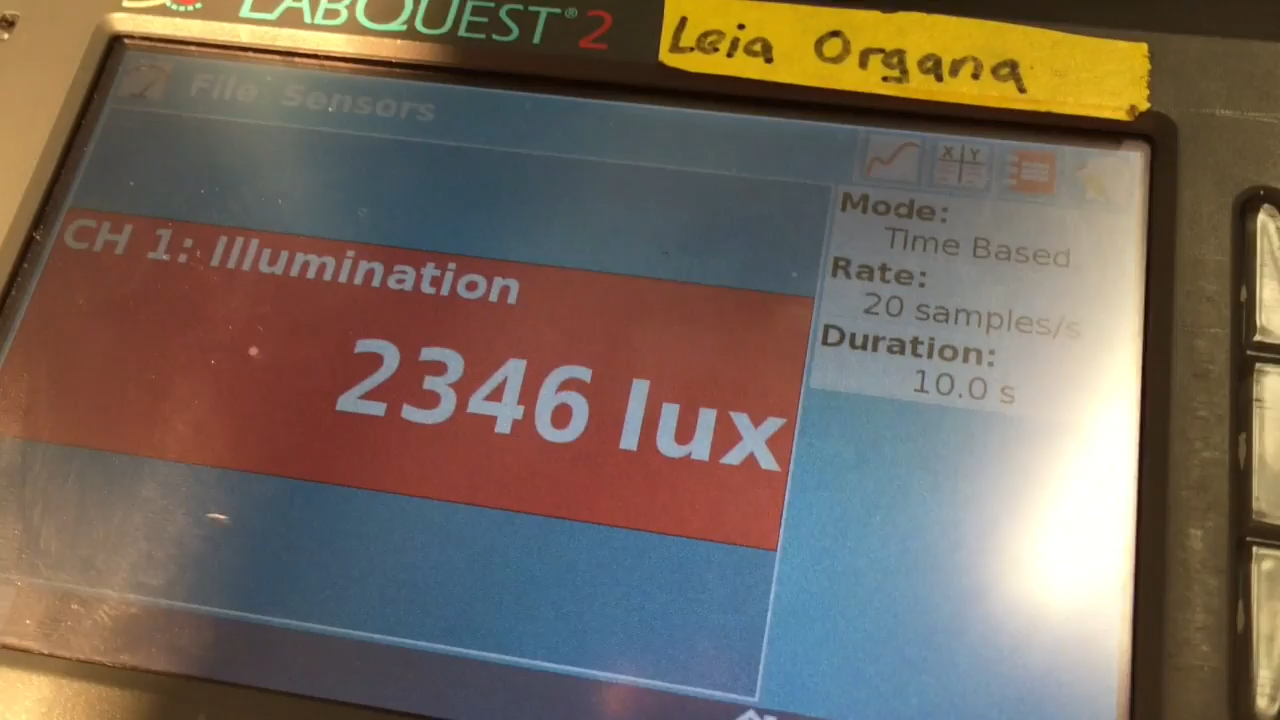 LABQUEST® 2
Leia Organa
File Sensors
X Y
CH 1: Illumination
2346 lux
Mode:
Time Based
Rate:
20 samples/s
Duration:
10.0 s